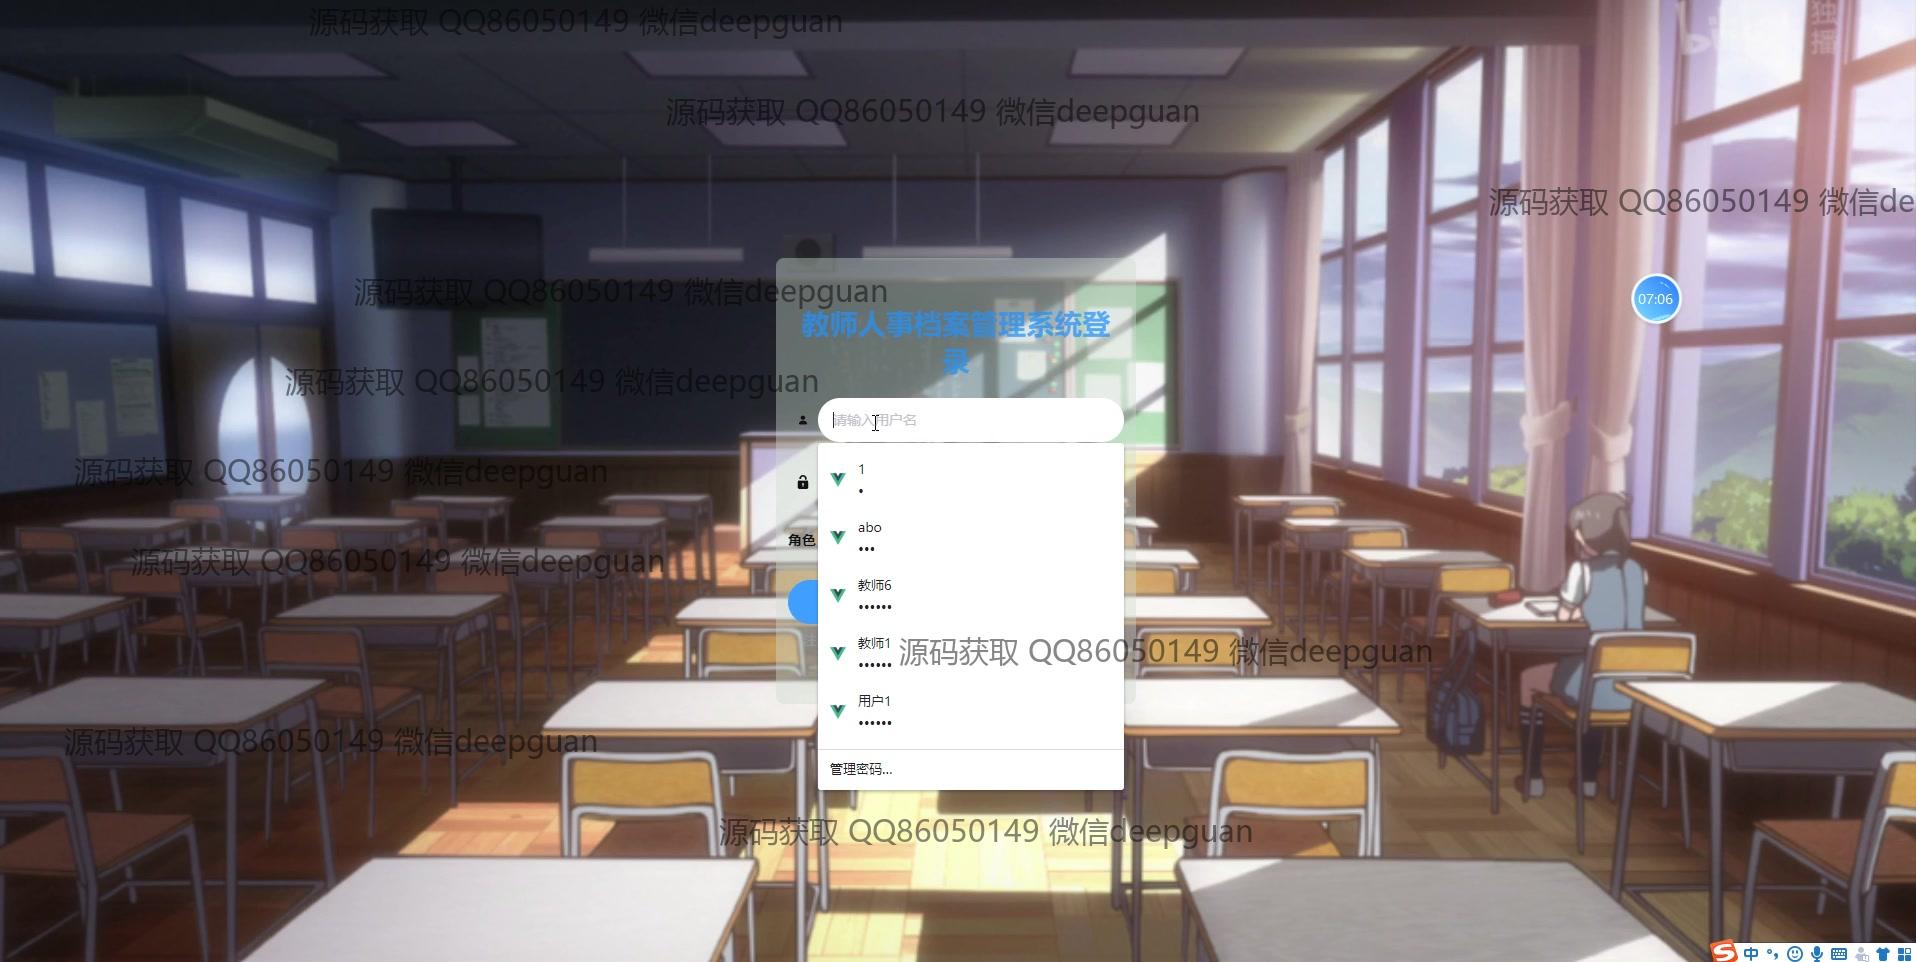 源码获取 QQ86050149 微信deepguan
独播
源码获取 QQ86050149 微信deepguan
源码获取 QQ86050149 微信de
源码获取 QQ86050149 微信deepguan
07:06
教师人事档案管理系统登
录
源码获取 QQ86050149 微信deepguan
请输入用户名
1
•
源码获取 QQ86050149 微信deepguan
abo
•••
角色
源码获取 QQ86050149 微信deepguan
教师6
••••••
教师1
••••••
源码获取 QQ86050149 微信deepguan
用户1
••••••
源码获取 QQ86050149 微信deepguan
管理密码...
源码获取 QQ86050149 微信deepguan
中